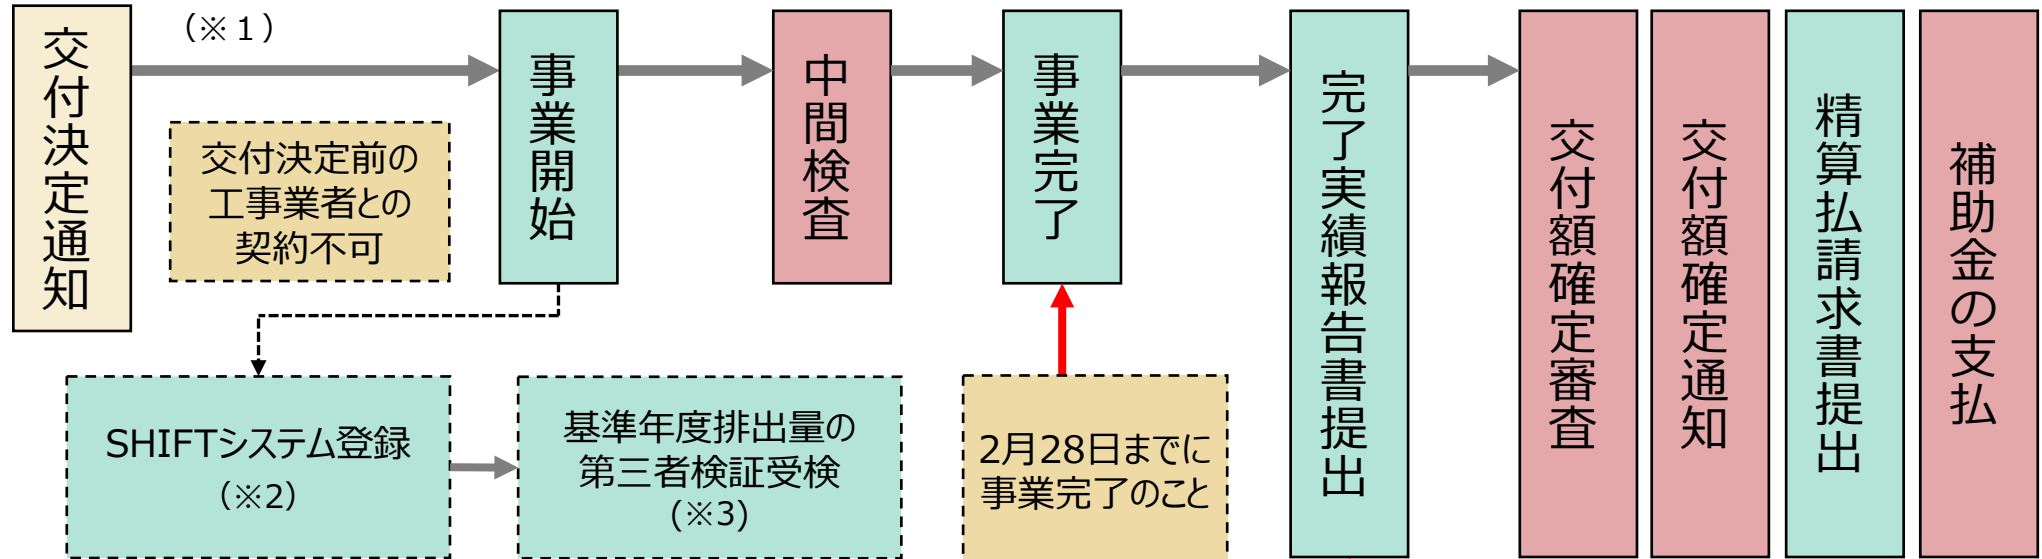 交付決定通知
（※１）
交付決定前の
工事業者との
契約不可
事業開始
中間検査
事業完了
完了実績報告書提出
交付額確定審査
交付額確定通知
精算払請求書提出
補助金の支払
SHIFTシステム登録
（※2）
基準年度排出量の
第三者検証受検
（※3）
2月28日までに
事業完了のこと